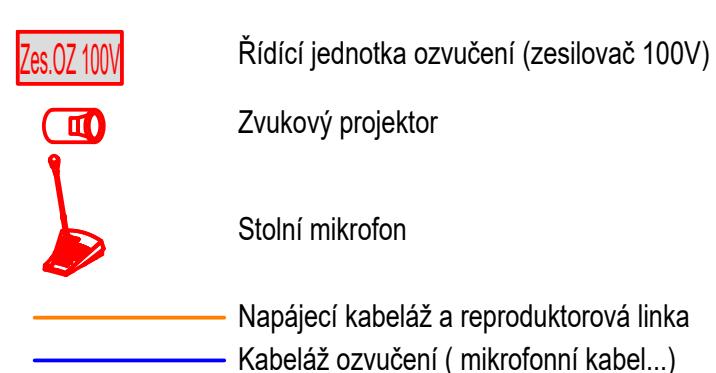 Zes.OZ 100V Řídící jednotka ozvučení (zesilovač 100V)
Zvukový projektor
Stolní mikrofon
Napájecí kabeláž a reproduktorová linka
Kabeláž ozvučení ( mikrofonní kabel...)